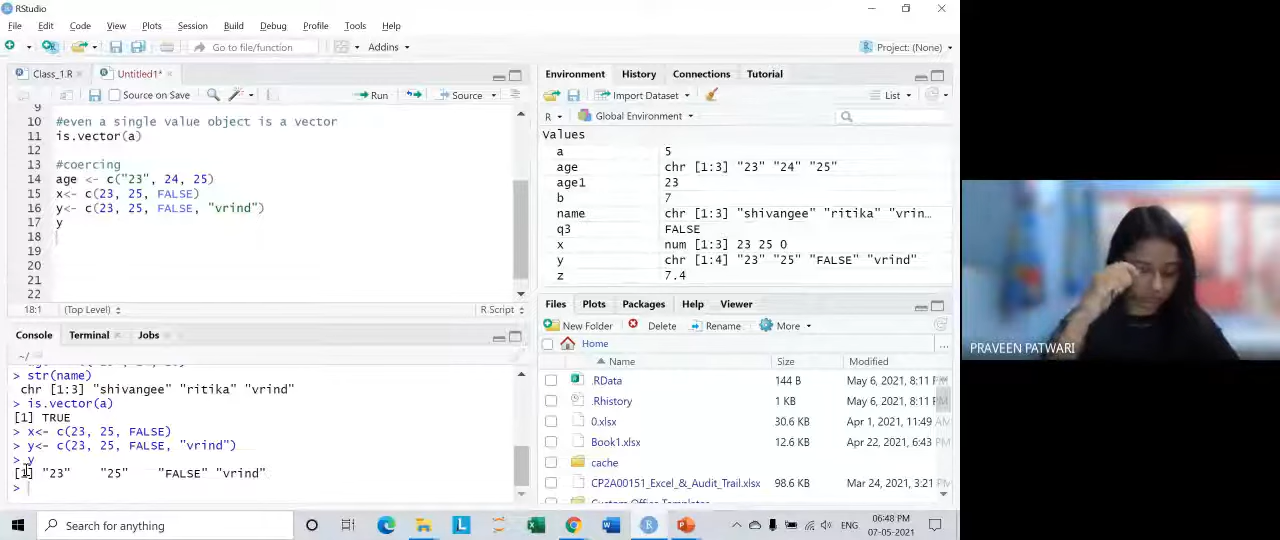 RStudio
File Edit Code View Plots Session Build Debug Profile Tools Help
Go to file/function Addins Project: (None)
Class_1.R Untitled1*
Source on Save Run Source
9
10 #even a single value object is a vector
11 is.vector(a)
12
13 #coercing
14 age <- c("23", 24, 25)
15 x<- c(23, 25, FALSE)
16 y<- c(23, 25, FALSE, "vrind")
17 y
18
19
20
21
22
18:1 (Top Level) R Script
Console Terminal Jobs
~/
> str(name)
chr [1:3] "shivangee" "ritika" "vrind"
> is.vector(a)
[1] TRUE
> x<- c(23, 25, FALSE)
> y<- c(23, 25, FALSE, "vrind")
> y
[1] "23" "25" "FALSE" "vrind"
>
Environment History Connections Tutorial
Import Dataset List
R Global Environment
Values
a 5
age chr [1:3] "23" "24" "25"
age1 23
b 7
name chr [1:3] "shivangee" "ritika" "vrin…
q3 FALSE
x num [1:3] 23 25 0
y chr [1:4] "23" "25" "FALSE" "vrind"
z 7.4
Files Plots Packages Help Viewer
New Folder Delete Rename More
Home
Name Size Modified
.RData 144 B May 6, 2021, 8:11 P
.Rhistory 1 KB May 6, 2021, 8:11 P
0.xlsx 30.6 KB Apr 1, 2021, 11:49
Book1.xlsx 12.6 KB Apr 22, 2021, 6:43
cache
CP2A00151_Excel_&_Audit_Trail.xlsx 98.6 KB Mar 24, 2021, 3:21
Custom Office Templates
PRAVEEN PATWARI
Search for anything
ENG 06:48 PM
07-05-2021